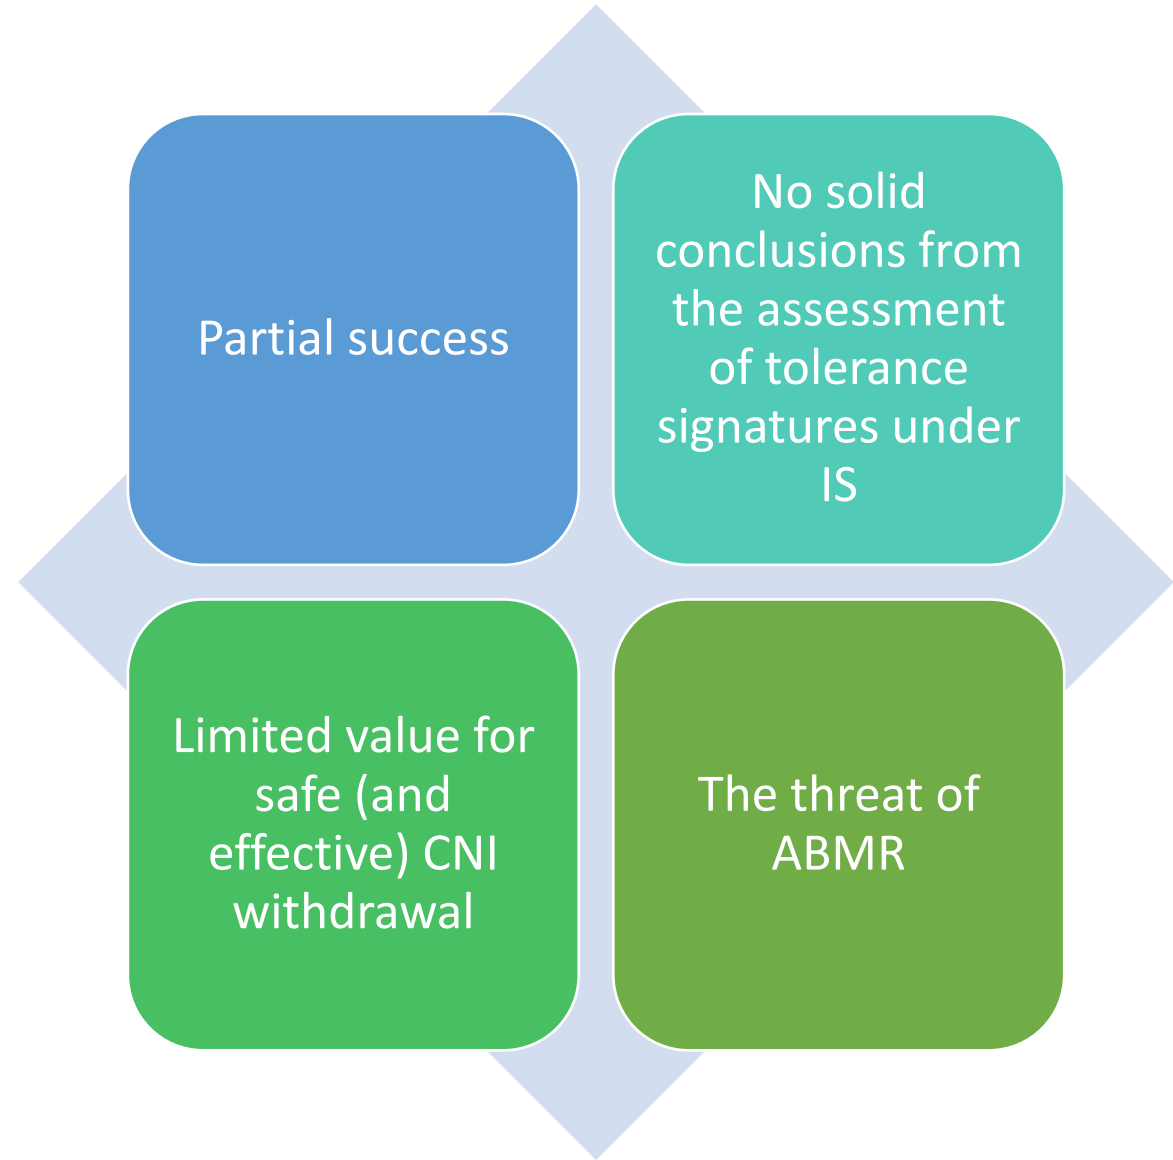 Partial success
No solid
conclusions from
the assessment
of tolerance
signatures under
IS
Limited value for
safe (and
effective) CNI
withdrawal
The threat of
ABMR